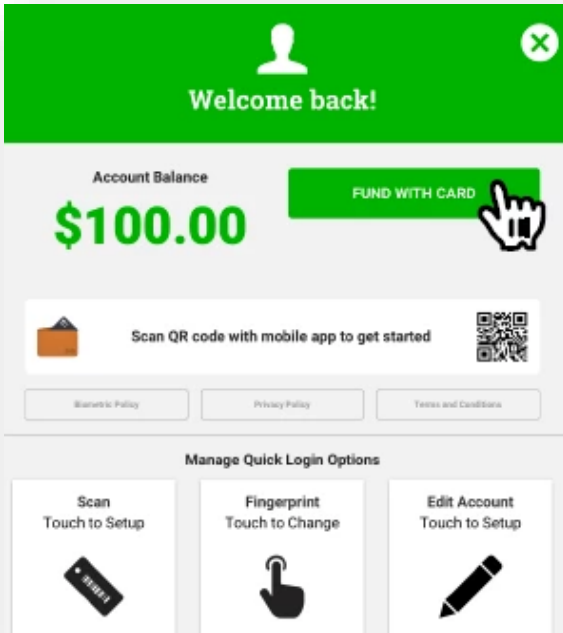 Welcome back!
Account Balance
FUND WITH CARD
$100.00
Scan QR code with mobile app to get started
Biometric Policy
Privacy Policy
Terms and Conditions
Manage Quick Login Options
Scan
Touch to Setup
Fingerprint
Touch to Change
Edit Account
Touch to Setup